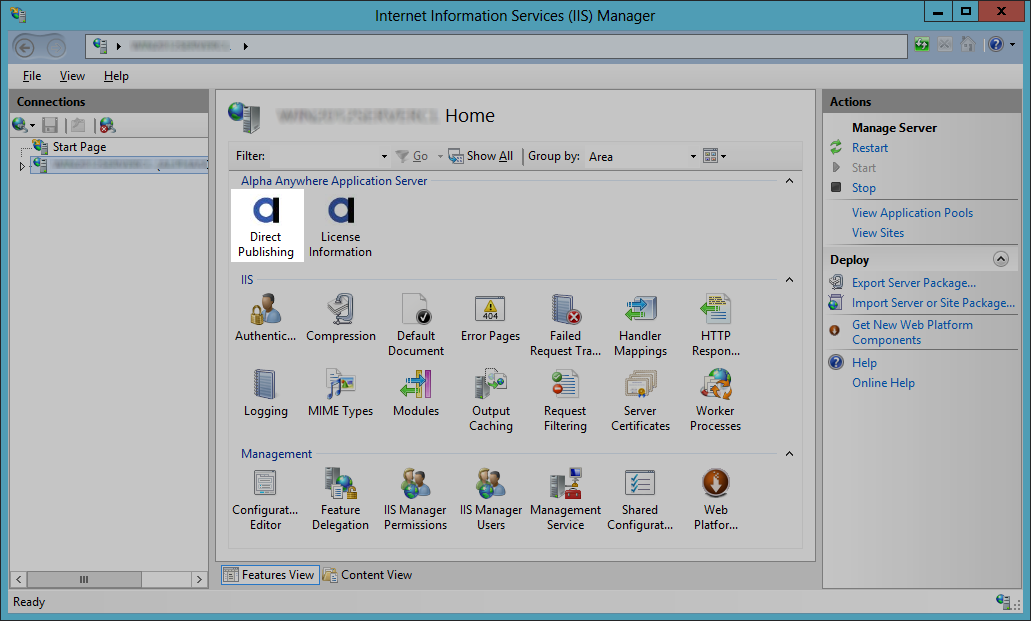 Internet Information Services (IIS) Manager
File View Help
Connections
Start Page
Home
Filter: Go Show All Group by: Area
Alpha Anywhere Application Server
Direct Publishing
License Information
IIS
Authentic...
Compression
Default Document
Error Pages
404
Failed Request Tra...
Handler Mappings
HTTP Respon...
Logging
MIME Types
Modules
Output Caching
Request Filtering
Server Certificates
Worker Processes
Management
Configurat... Editor
Feature Delegation
IIS Manager Permissions
IIS Manager Users
Management Service
Shared Configurat...
Web Platfor...
Features View
Content View
Actions
Manage Server
Restart
Start
Stop
View Application Pools
View Sites
Deploy
Export Server Package...
Import Server or Site Package...
Get New Web Platform
Components
Help
Online Help
Ready